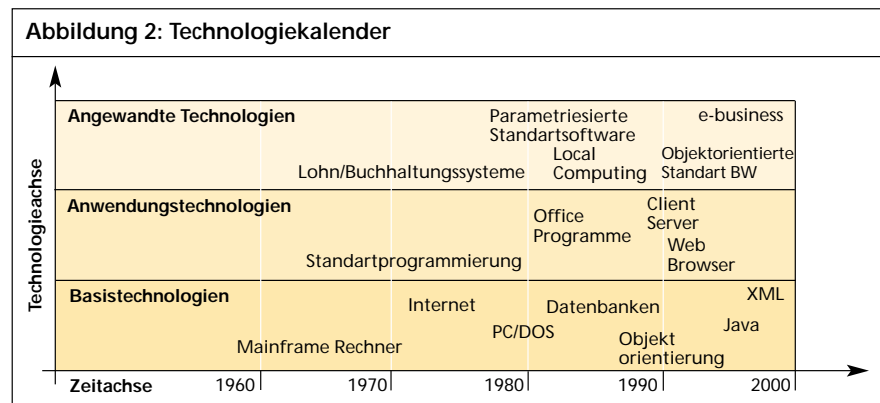 Abbildung 2: Technologiekalender
Technologieachse
Angewandte Technologien
Parametrisierte
Standartsoftware
e-business
Lohn/Buchhaltungssysteme
Local
Computing
Objektorientierte
Standart BW
Anwendungstechnologien
Office
Programme
Client
Server
Standartprogrammierung
Web
Browser
Basistechnologien
Internet
Datenbanken
XML
PC/DOS
Java
Mainframe Rechner
Objekt
orientierung
Zeitachse 1960 1970 1980 1990 2000